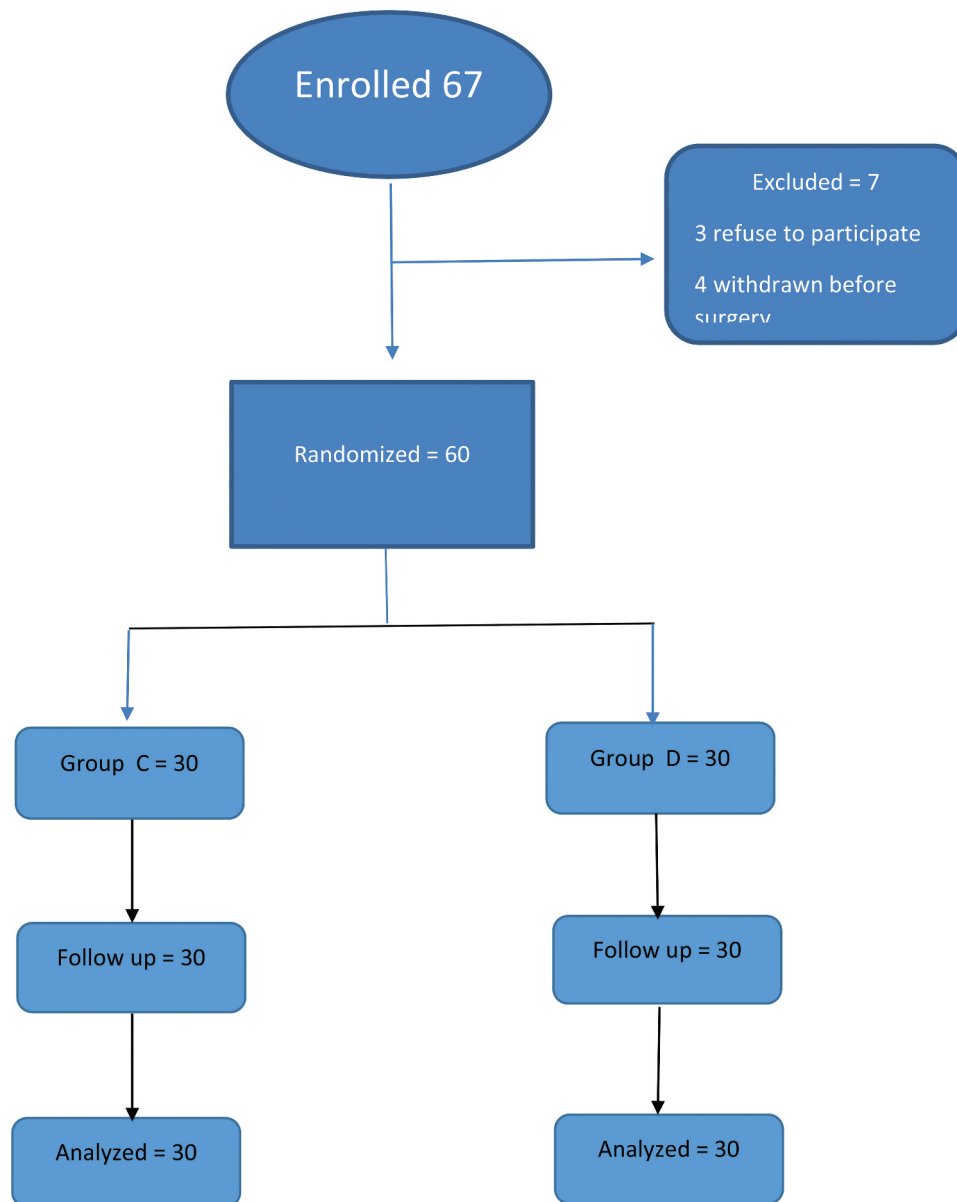 Enrolled 67
Excluded = 7
3 refuse to participate
4 withdrawn before
surgery
Randomized = 60
Group C = 30
Group D = 30
Follow up = 30
Follow up = 30
Analyzed = 30
Analyzed = 30